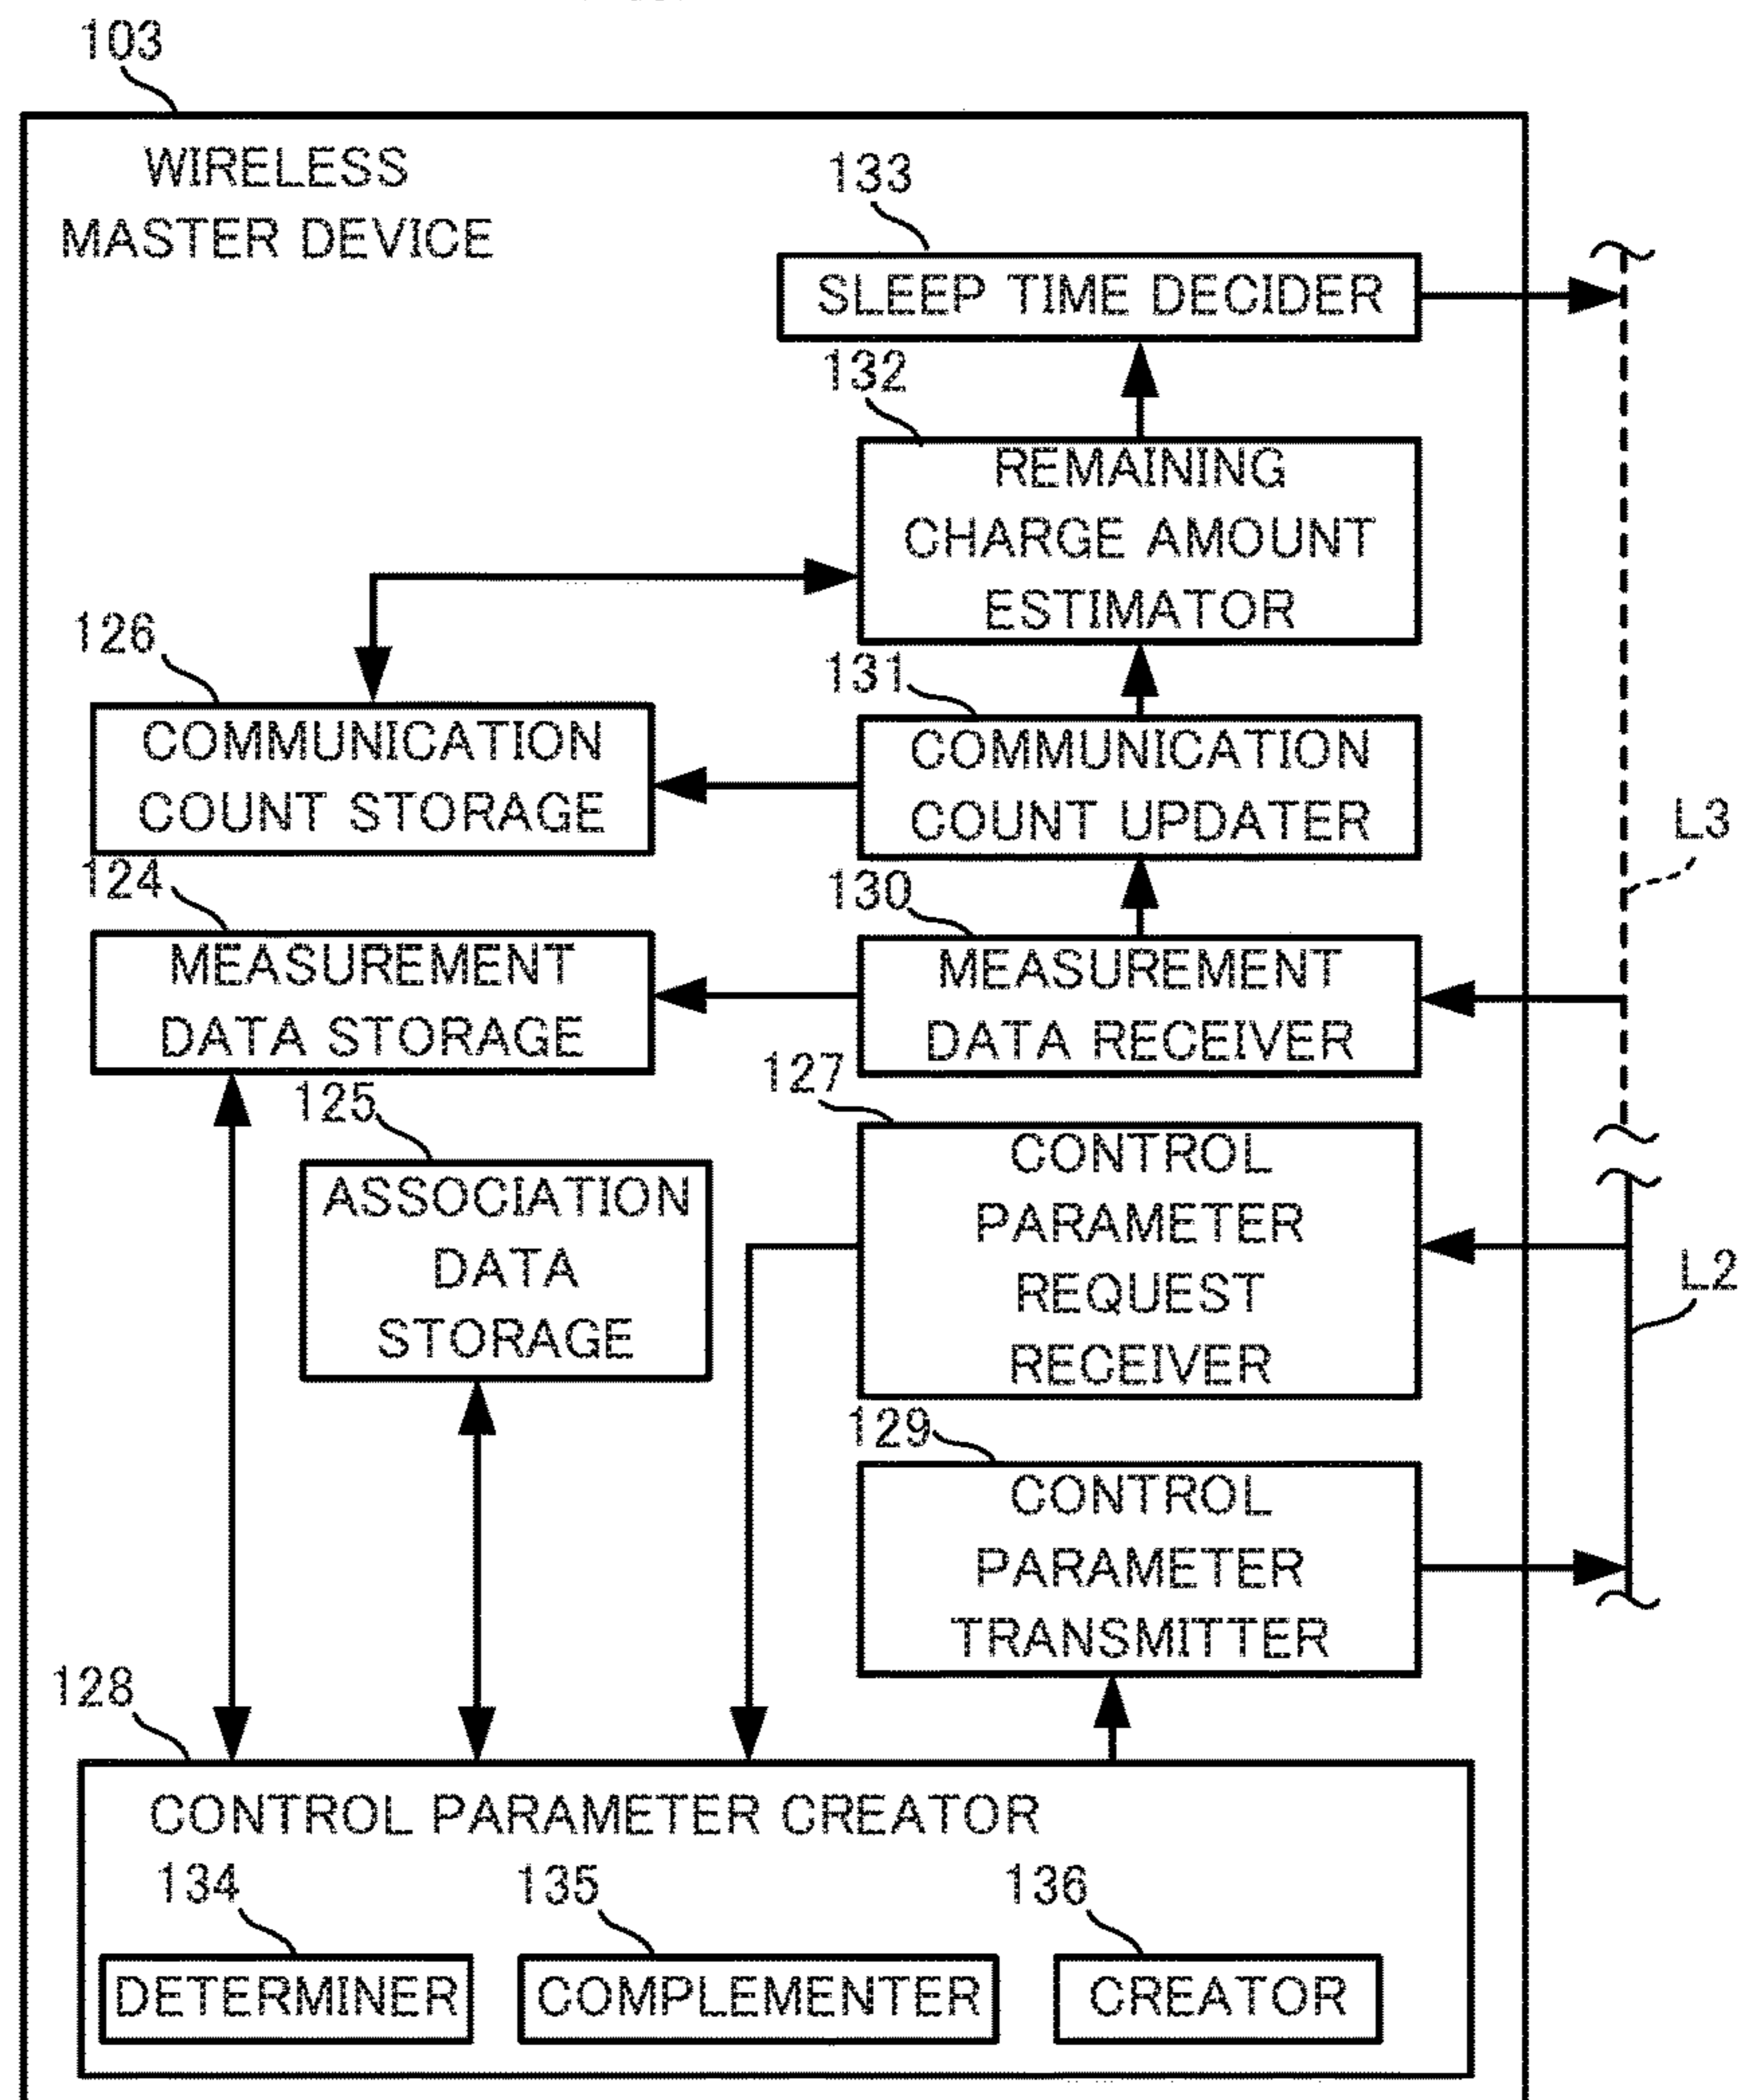 103
WIRELESS
MASTER DEVICE
133
SLEEP TIME DECIDER
132
REMAINING
CHARGE AMOUNT
ESTIMATOR
126
COMMUNICATION
COUNT STORAGE
131
COMMUNICATION
COUNT UPDATER
L3
124
MEASUREMENT
DATA STORAGE
130
MEASUREMENT
DATA RECEIVER
125
ASSOCIATION
DATA
STORAGE
127
CONTROL
PARAMETER
REQUEST
RECEIVER
L2
129
CONTROL
PARAMETER
TRANSMITTER
128
CONTROL PARAMETER CREATOR
134
DETERMINER
135
COMPLEMENTER
136
CREATOR